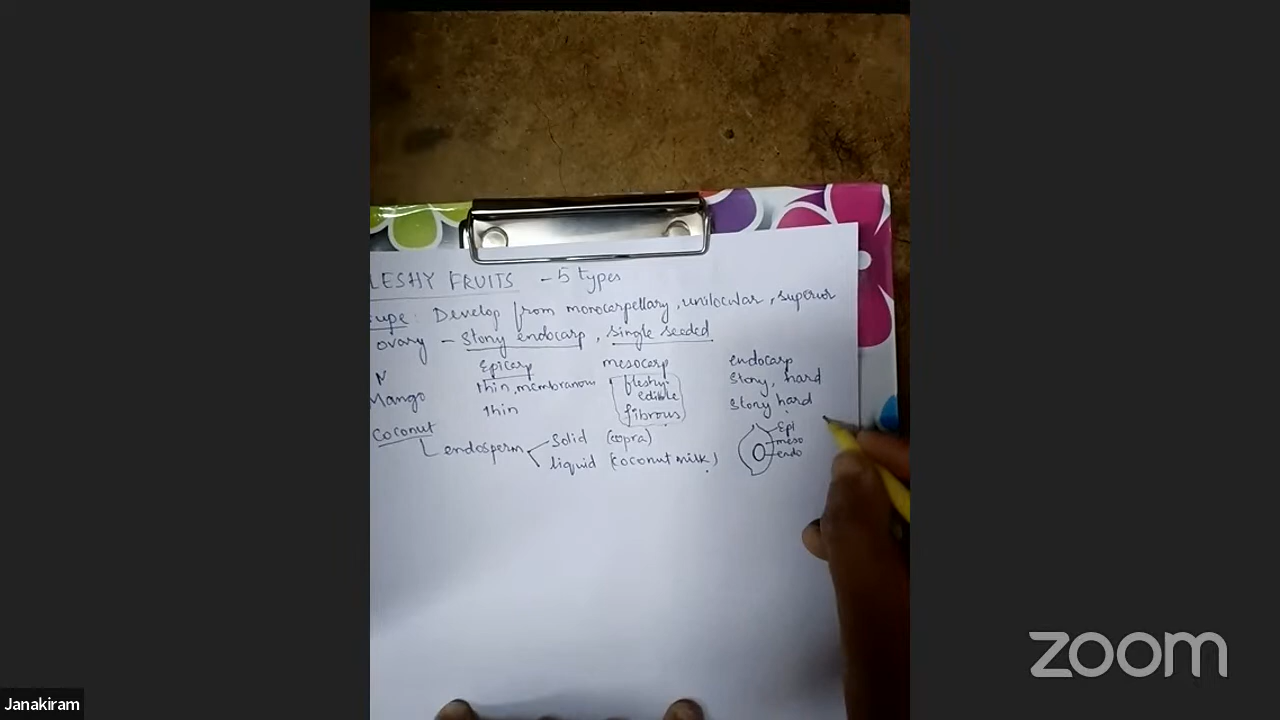 LESHY FRUITS - 5 types
upe: Develop from monocarpellary, unilocular, superior
ovary - Stony endocarp, single seeded
Epicarp mesocarp endocarp
Mango thin, membranous fleshy edible Stony, hard
Coconut thin fibrous Stony hard
endosperm Solid (copra)
liquid (coconut milk)
Epi
meso
endo
zoom
Janakiram